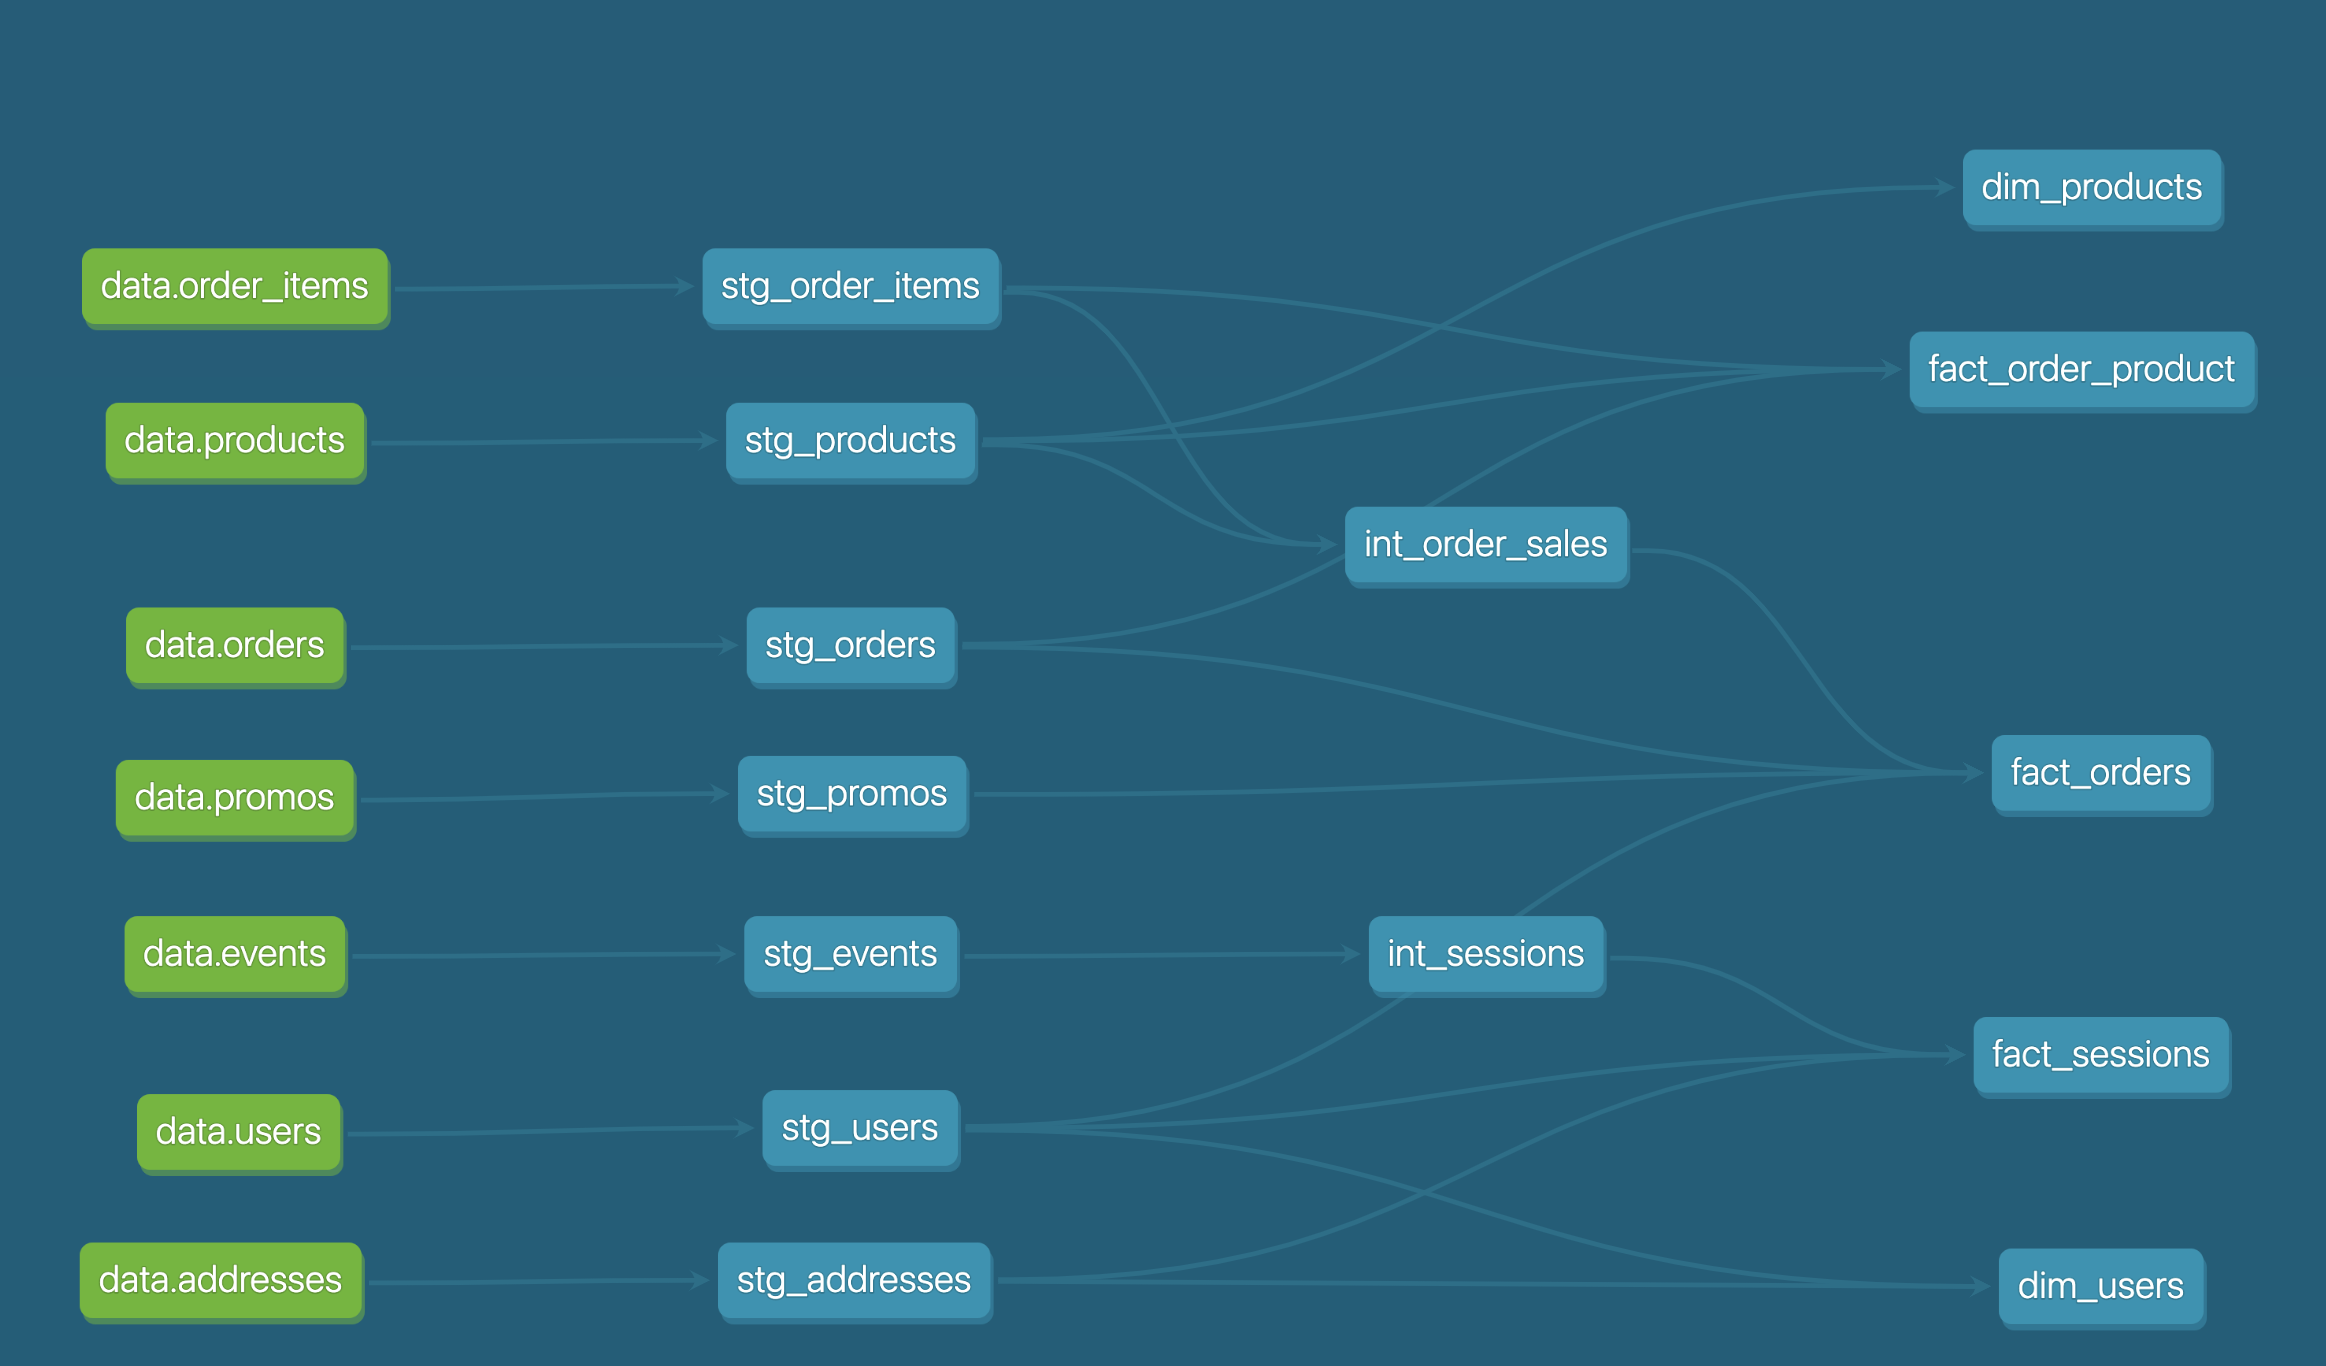 data.order_items
data.products
data.orders
data.promos
data.events
data.users
data.addresses
stg_order_items
stg_products
stg_orders
stg_promos
stg_events
stg_users
stg_addresses
int_order_sales
int_sessions
dim_products
fact_order_product
fact_orders
fact_sessions
dim_users